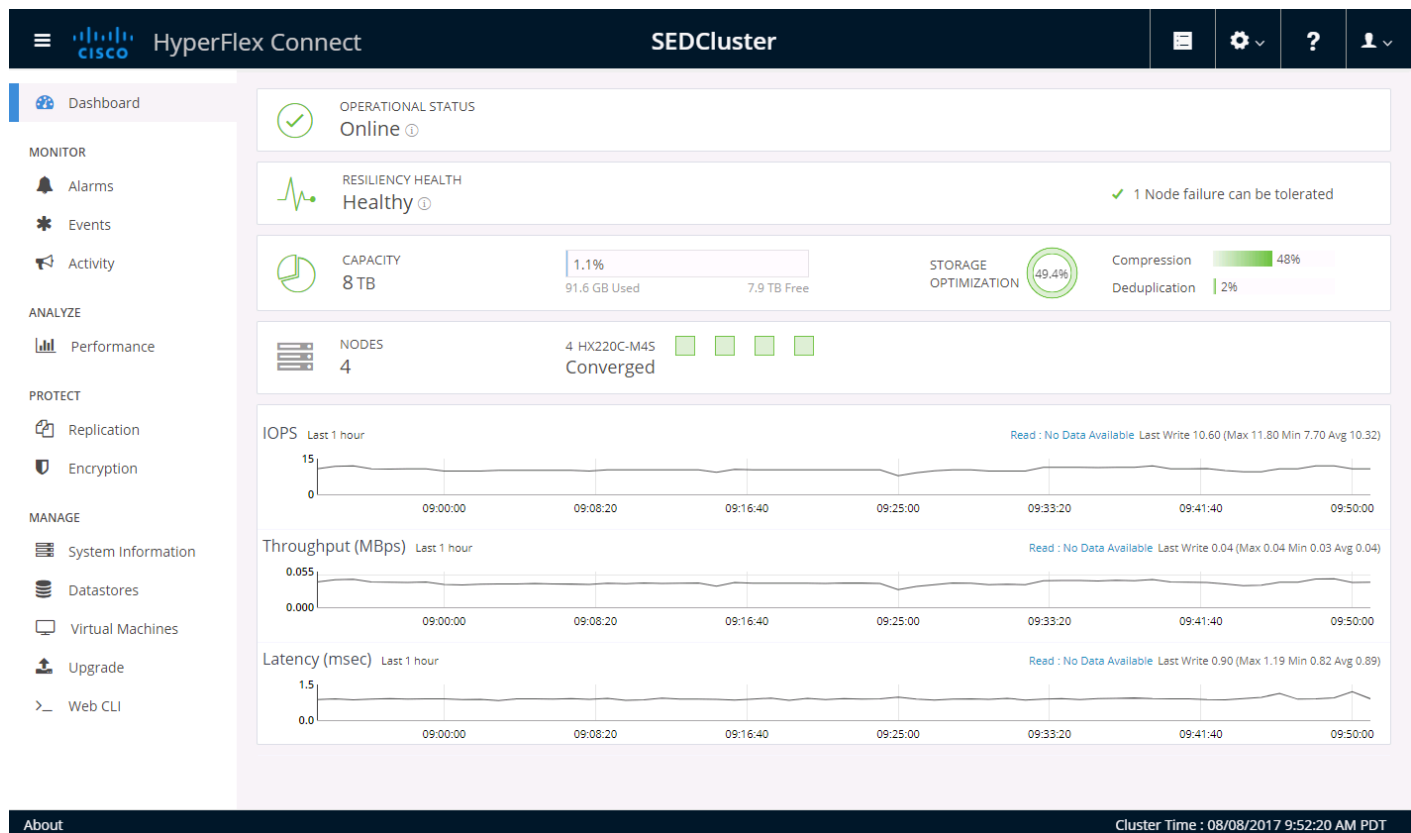 CISCO HyperFlex Connect
SEDCluster
?
Dashboard
MONITOR
Alarms
Events
Activity
ANALYZE
Performance
PROTECT
Replication
Encryption
MANAGE
System Information
Datastores
Virtual Machines
Upgrade
>_ Web CLI
OPERATIONAL STATUS
Online
RESILIENCY HEALTH
Healthy
1 Node failure can be tolerated
CAPACITY
8 TB
1.1%
91.6 GB Used 7.9 TB Free
STORAGE
OPTIMIZATION
49.4%
Compression 48%
Deduplication 2%
NODES
4
4 HX220C-M4S
Converged
IOPS Last 1 hour
Read : No Data Available Last Write 10.60 (Max 11.80 Min 7.70 Avg 10.32)
15
0
09:00:00 09:08:20 09:16:40 09:25:00 09:33:20 09:41:40 09:50:00
Throughput (MBps) Last 1 hour
Read : No Data Available Last Write 0.04 (Max 0.04 Min 0.03 Avg 0.04)
0.055
0.000
09:00:00 09:08:20 09:16:40 09:25:00 09:33:20 09:41:40 09:50:00
Latency (msec) Last 1 hour
Read : No Data Available Last Write 0.90 (Max 1.19 Min 0.82 Avg 0.89)
1.5
0.0
09:00:00 09:08:20 09:16:40 09:25:00 09:33:20 09:41:40 09:50:00
About
Cluster Time : 08/08/2017 9:52:20 AM PDT